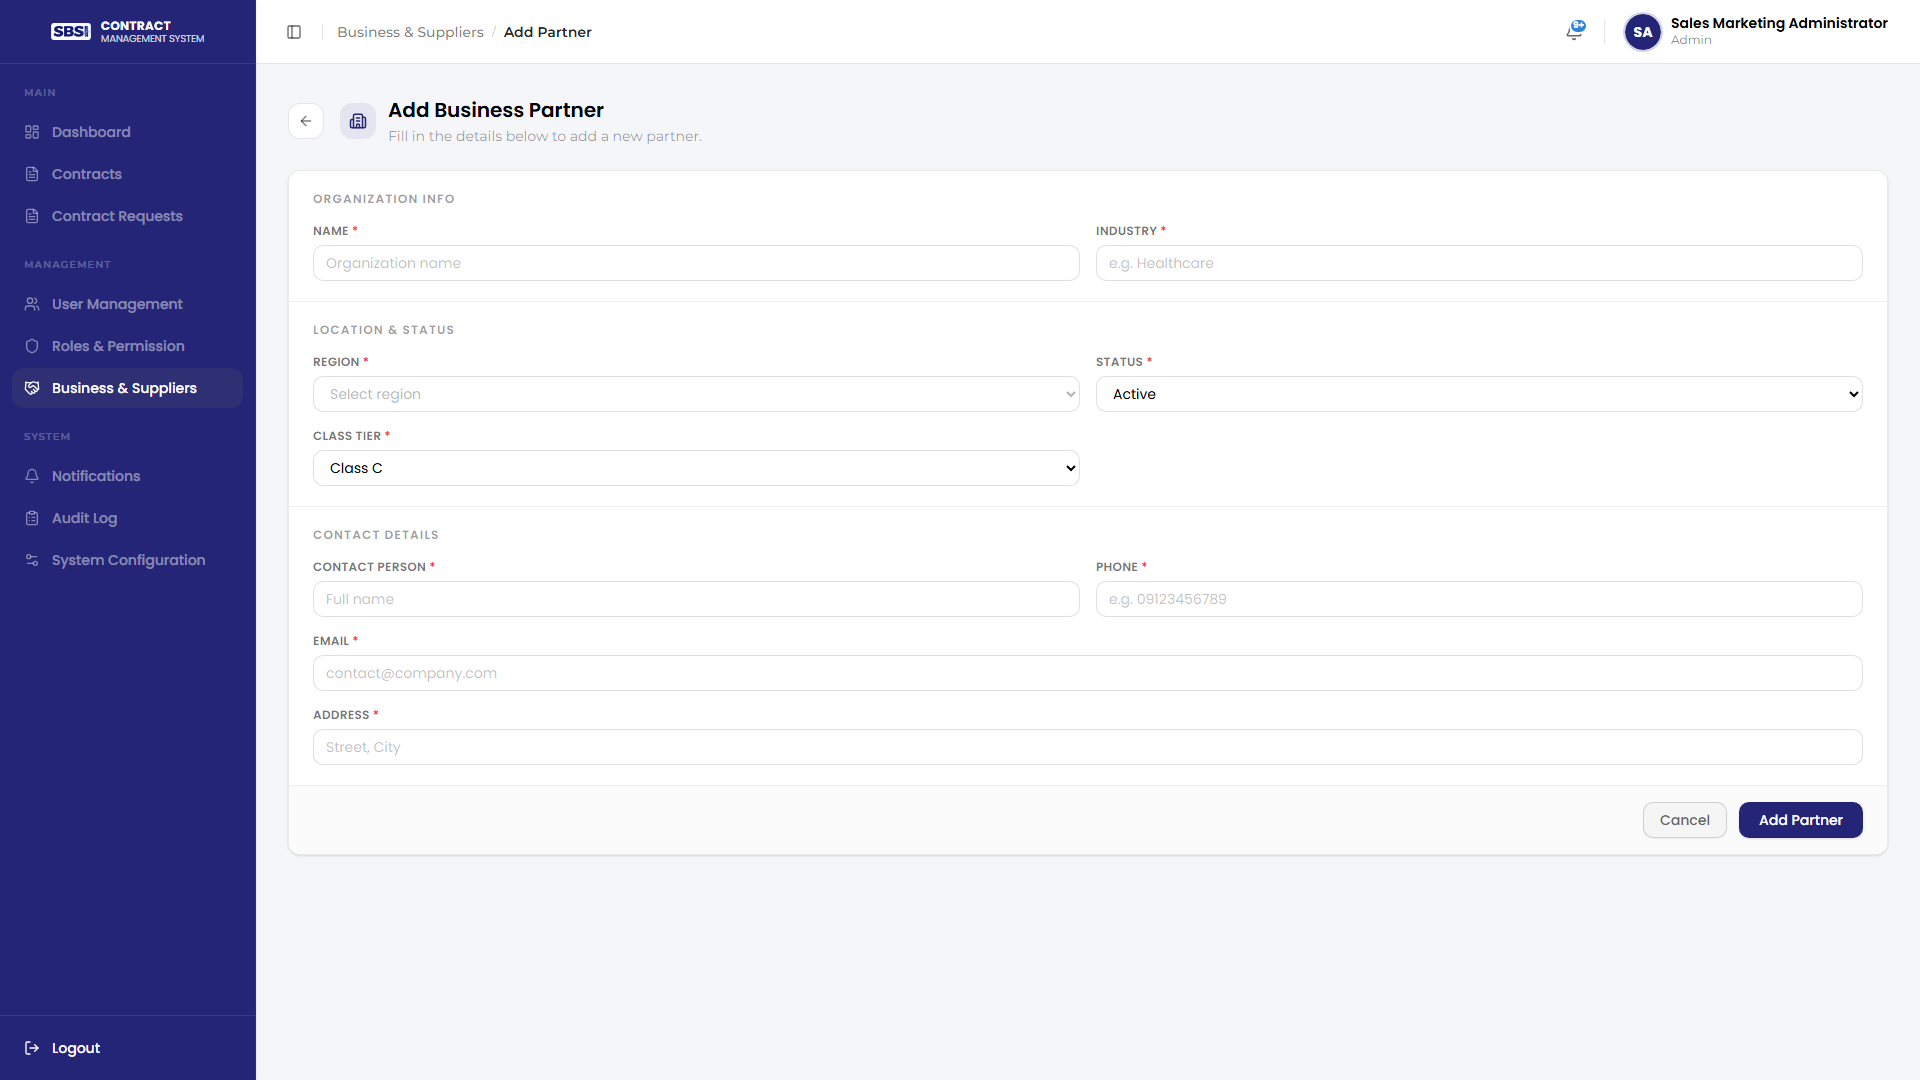 SBSI CONTRACT
MANAGEMENT SYSTEM
MAIN
Dashboard
Contracts
Contract Requests
MANAGEMENT
User Management
Roles & Permission
Business & Suppliers
SYSTEM
Notifications
Audit Log
System Configuration
Logout
Business & Suppliers / Add Partner
9+
SA
Sales Marketing Administrator
Admin
Add Business Partner
Fill in the details below to add a new partner.
ORGANIZATION INFO
NAME *
Organization name
INDUSTRY *
e.g. Healthcare
LOCATION & STATUS
REGION *
Select region
STATUS *
Active
CLASS TIER *
Class C
CONTACT DETAILS
CONTACT PERSON *
Full name
PHONE *
e.g. 09123456789
EMAIL *
contact@company.com
ADDRESS *
Street, City
Cancel
Add Partner